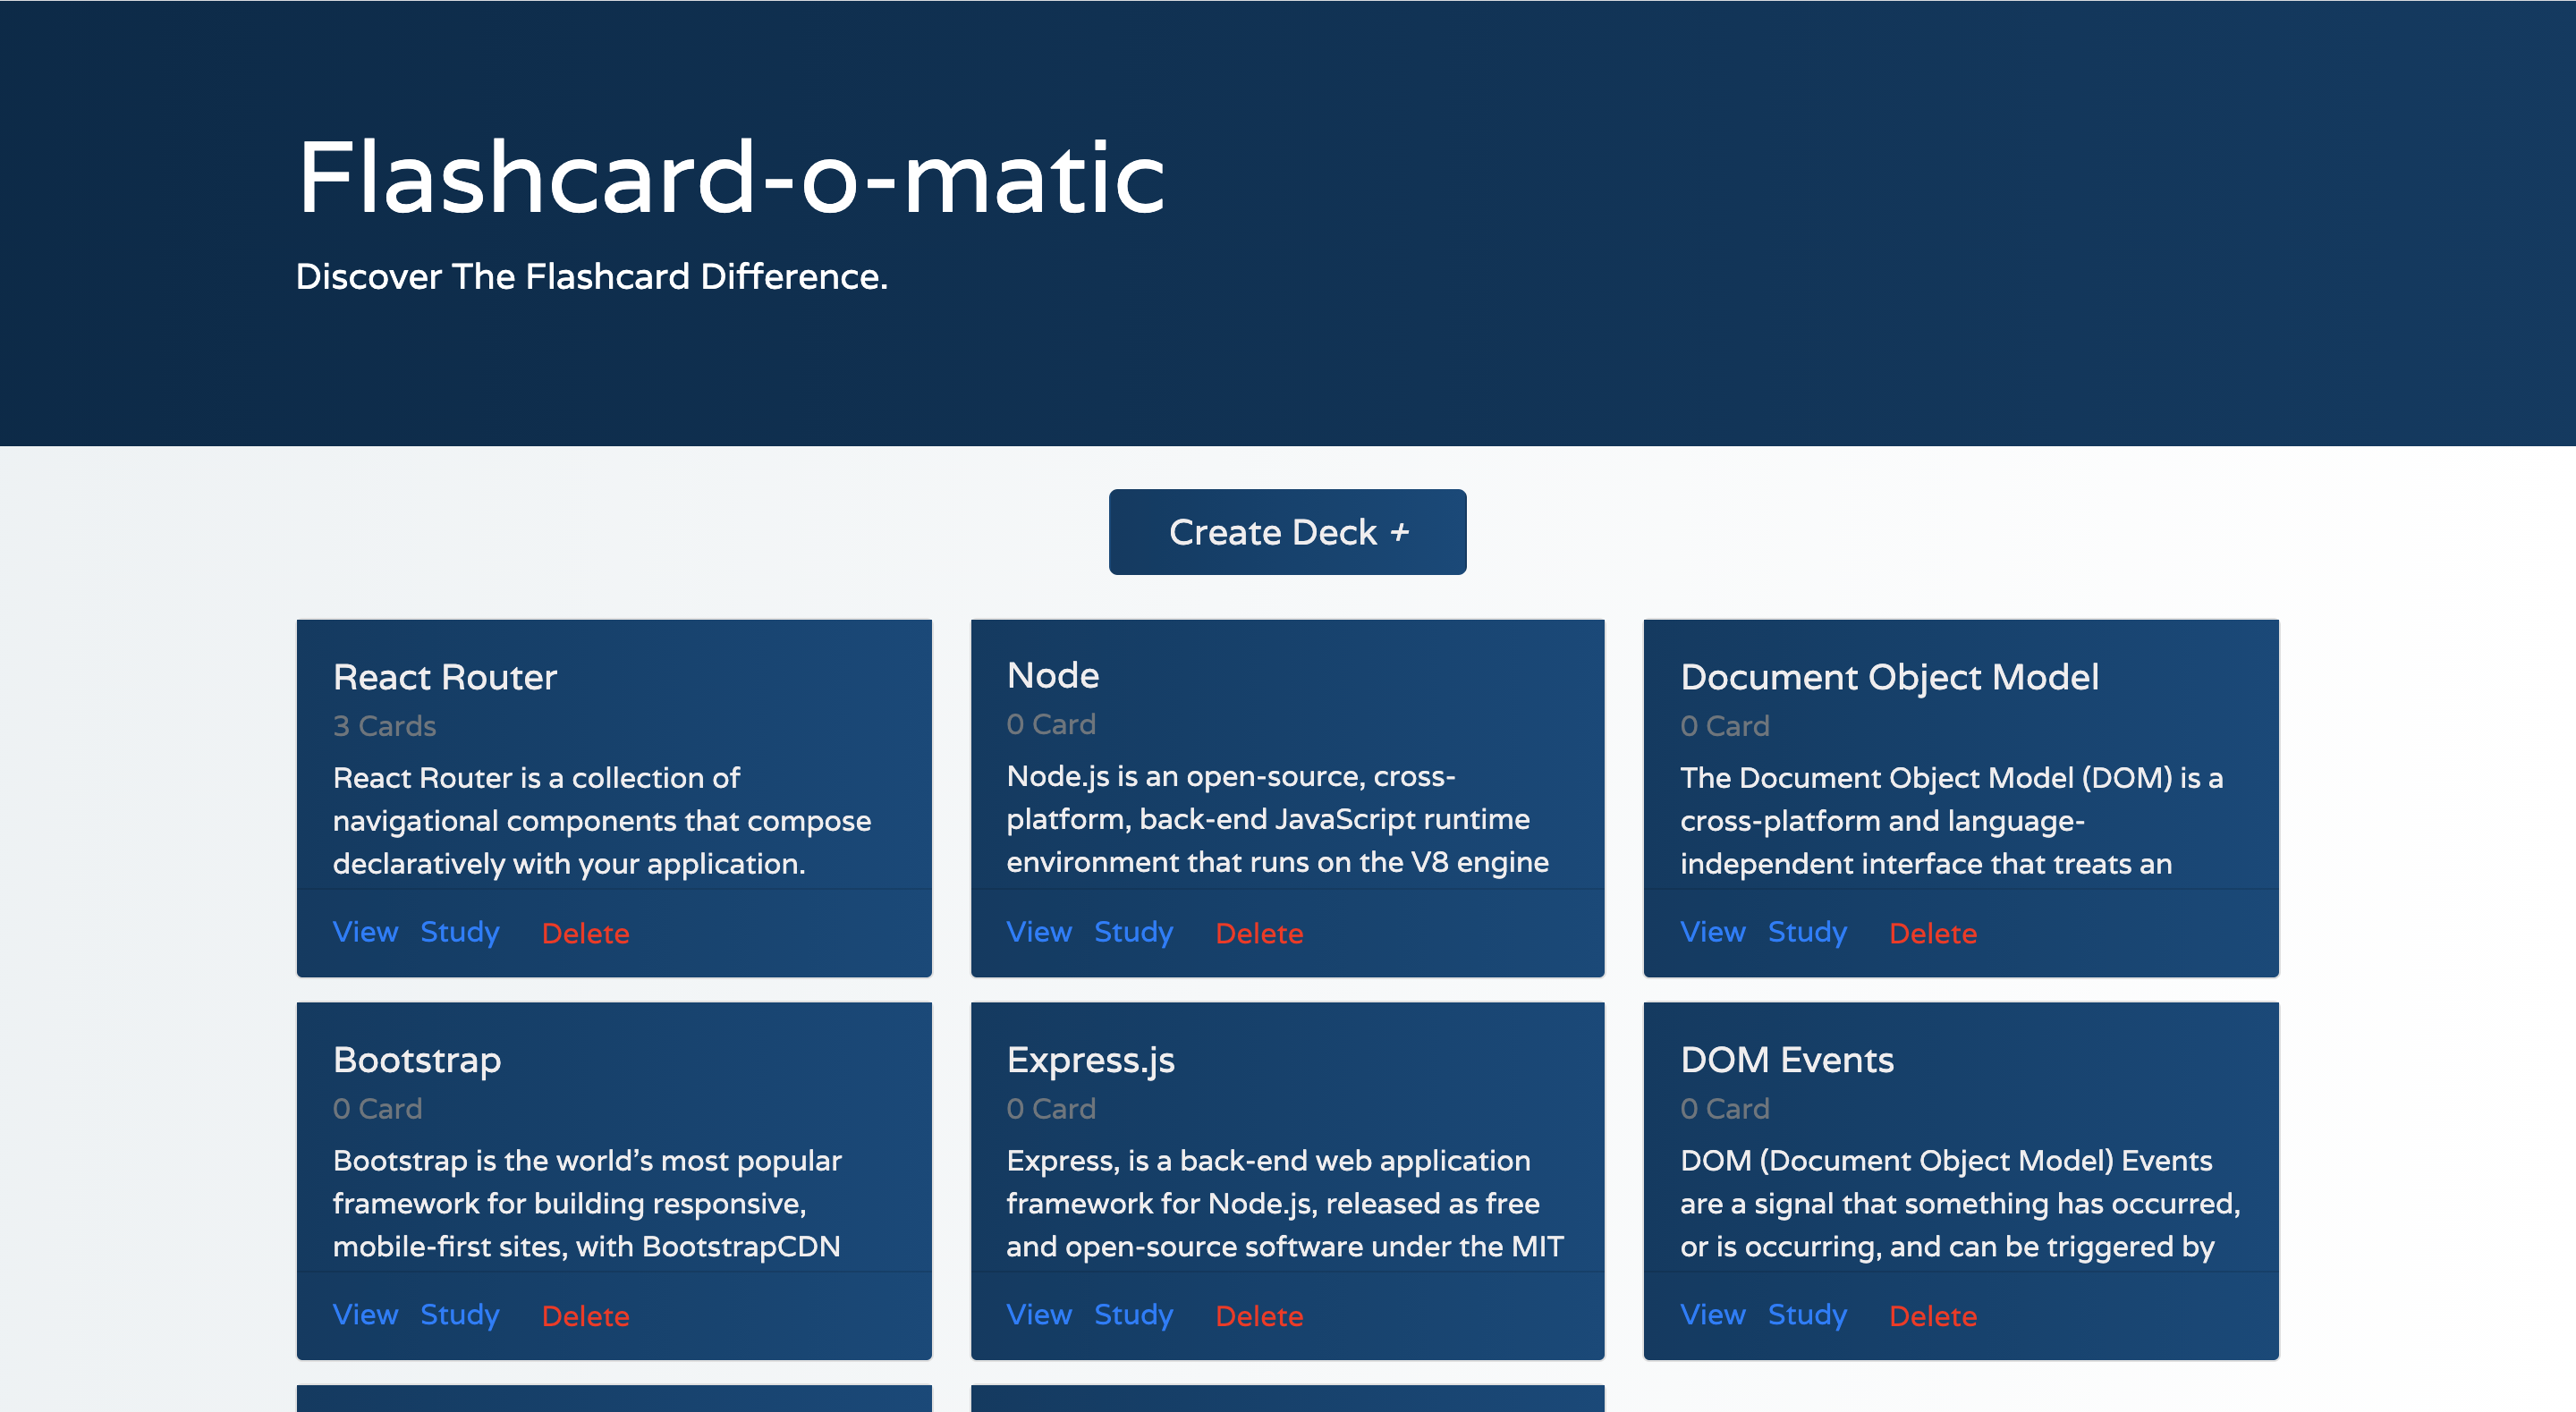 Flashcard-o-matic
Discover The Flashcard Difference.
Create Deck +
React Router
3 Cards
React Router is a collection of
navigational components that compose
declaratively with your application.
View Study Delete
Node
0 Card
Node.js is an open-source, cross-
platform, back-end JavaScript runtime
environment that runs on the V8 engine
View Study Delete
Document Object Model
0 Card
The Document Object Model (DOM) is a
cross-platform and language-
independent interface that treats an
View Study Delete
Bootstrap
0 Card
Bootstrap is the world’s most popular
framework for building responsive,
mobile-first sites, with BootstrapCDN
View Study Delete
Express.js
0 Card
Express, is a back-end web application
framework for Node.js, released as free
and open-source software under the MIT
View Study Delete
DOM Events
0 Card
DOM (Document Object Model) Events
are a signal that something has occurred,
or is occurring, and can be triggered by
View Study Delete